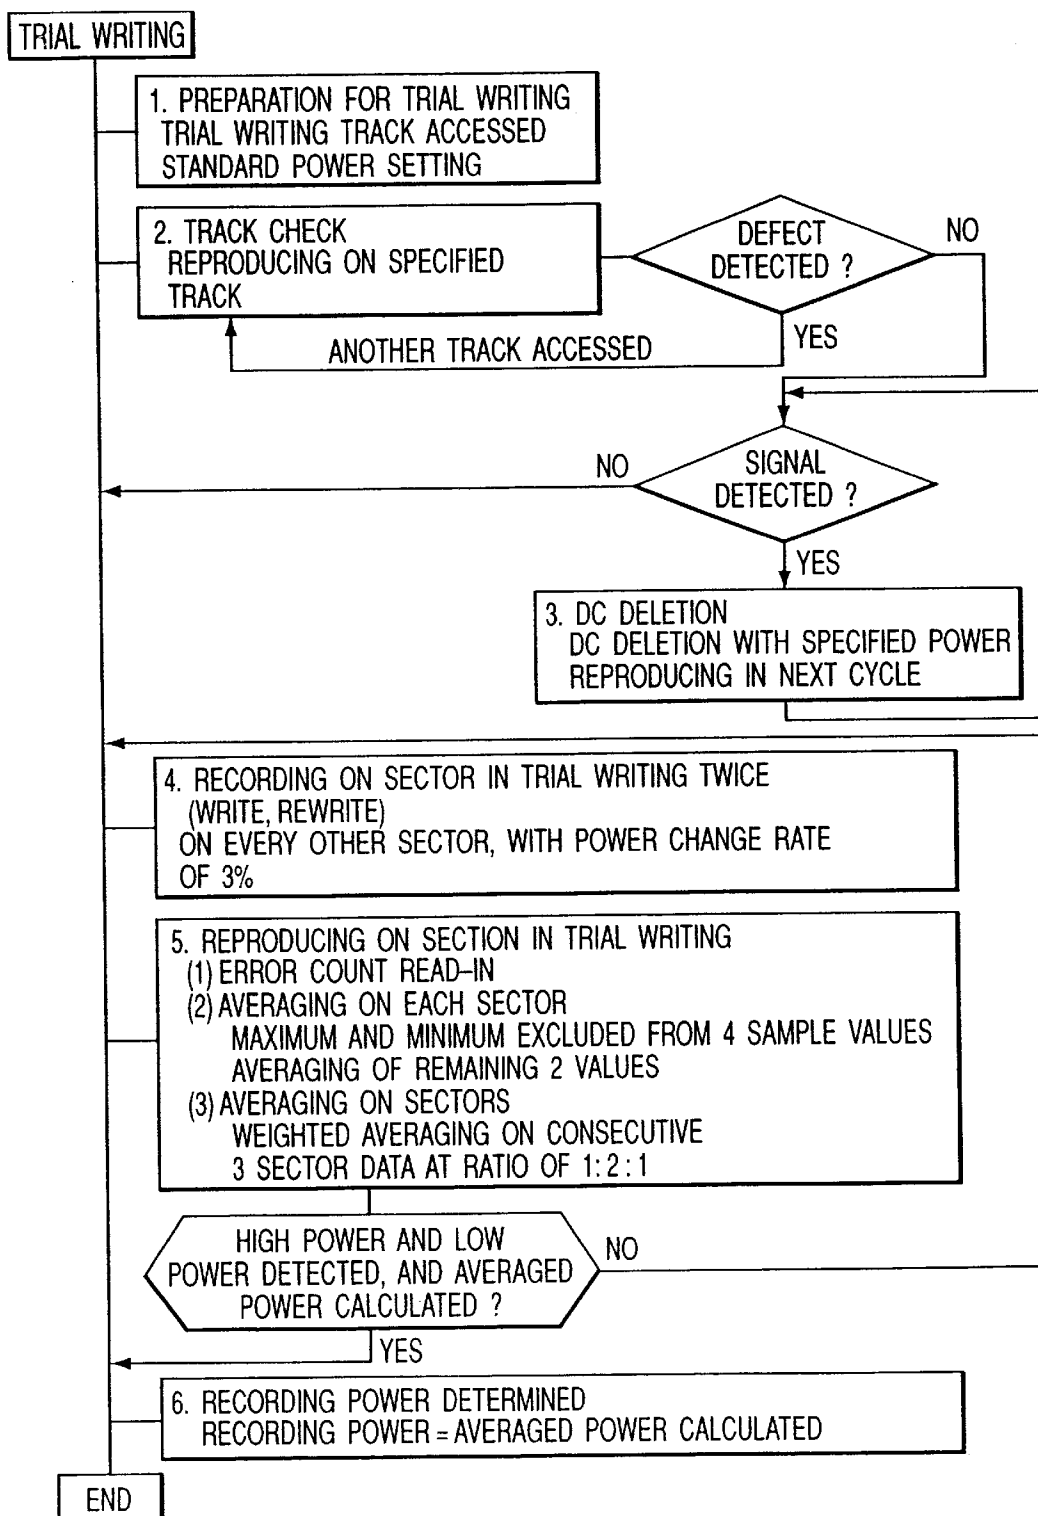 TRIAL WRITING
1. PREPARATION FOR TRIAL WRITING
TRIAL WRITING TRACK ACCESSED
STANDARD POWER SETTING
2. TRACK CHECK
REPRODUCING ON SPECIFIED
TRACK
DEFECT
DETECTED ?
NO
YES
ANOTHER TRACK ACCESSED
SIGNAL
DETECTED ?
NO
YES
3. DC DELETION
DC DELETION WITH SPECIFIED POWER
REPRODUCING IN NEXT CYCLE
4. RECORDING ON SECTOR IN TRIAL WRITING TWICE
(WRITE, REWRITE)
ON EVERY OTHER SECTOR, WITH POWER CHANGE RATE
OF 3%
5. REPRODUCING ON SECTION IN TRIAL WRITING
(1) ERROR COUNT READ-IN
(2) AVERAGING ON EACH SECTOR
MAXIMUM AND MINIMUM EXCLUDED FROM 4 SAMPLE VALUES
AVERAGING OF REMAINING 2 VALUES
(3) AVERAGING ON SECTORS
WEIGHTED AVERAGING ON CONSECUTIVE
3 SECTOR DATA AT RATIO OF 1:2:1
HIGH POWER AND LOW
POWER DETECTED, AND AVERAGED
POWER CALCULATED ?
NO
YES
6. RECORDING POWER DETERMINED
RECORDING POWER = AVERAGED POWER CALCULATED
END